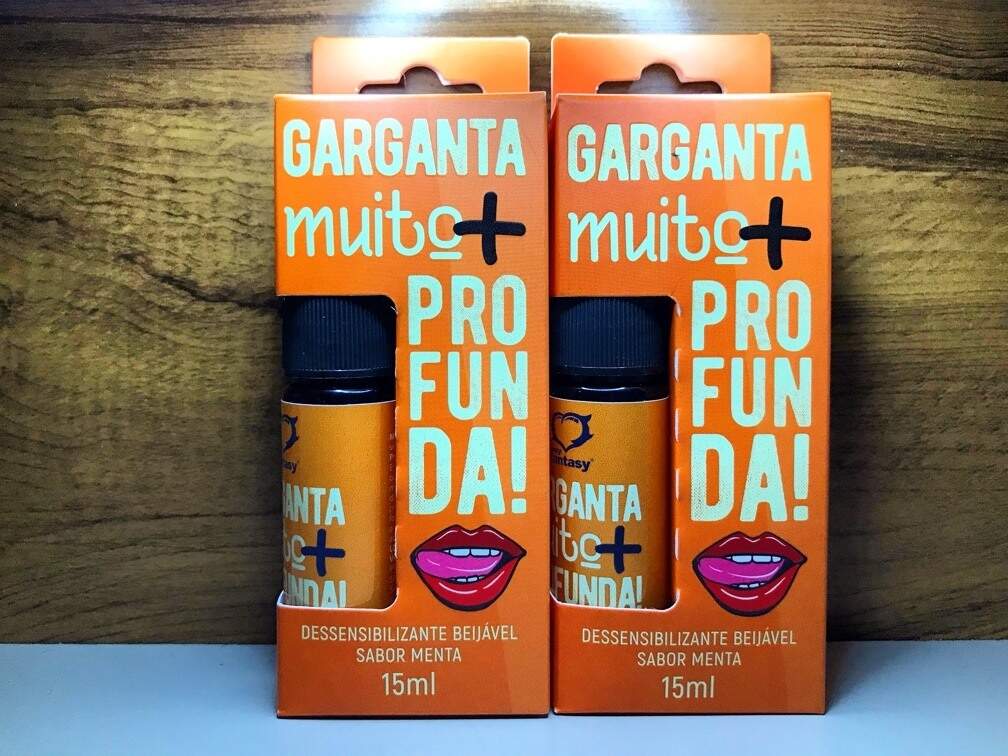 GARGANTA
muito+
PRO
FUN
DA!
DESSENSIBILIZANTE BEIJÁVEL
SABOR MENTA
15ml
GARGANTA
muito+
PRO
FUN
DA!
DESSENSIBILIZANTE BEIJÁVEL
SABOR MENTA
15ml